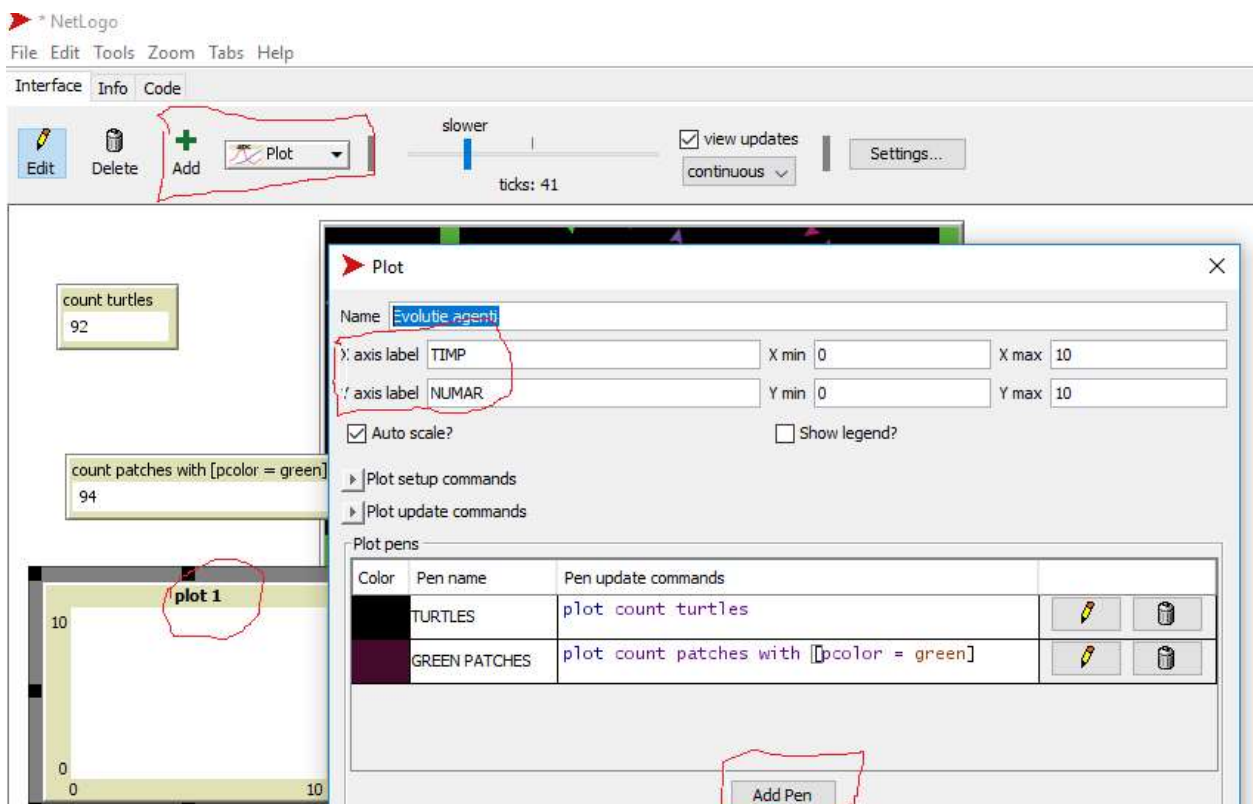 * NetLogo
File Edit Tools Zoom Tabs Help
Interface Info Code
Edit Delete Add Plot slower ticks: 41 view updates continuous Settings...
Plot
count turtles
92
Name Evolutie agenti
X axis label TIMP X min 0 X max 10
Y axis label NUMAR Y min 0 Y max 10
Auto scale? Show legend?
count patches with [pcolor = green]
94
Plot setup commands
Plot update commands
Plot pens
Color Pen name Pen update commands
plot 1
10
TURTLES plot count turtles
GREEN PATCHES plot count patches with [pcolor = green]
0
0 10
Add Pen